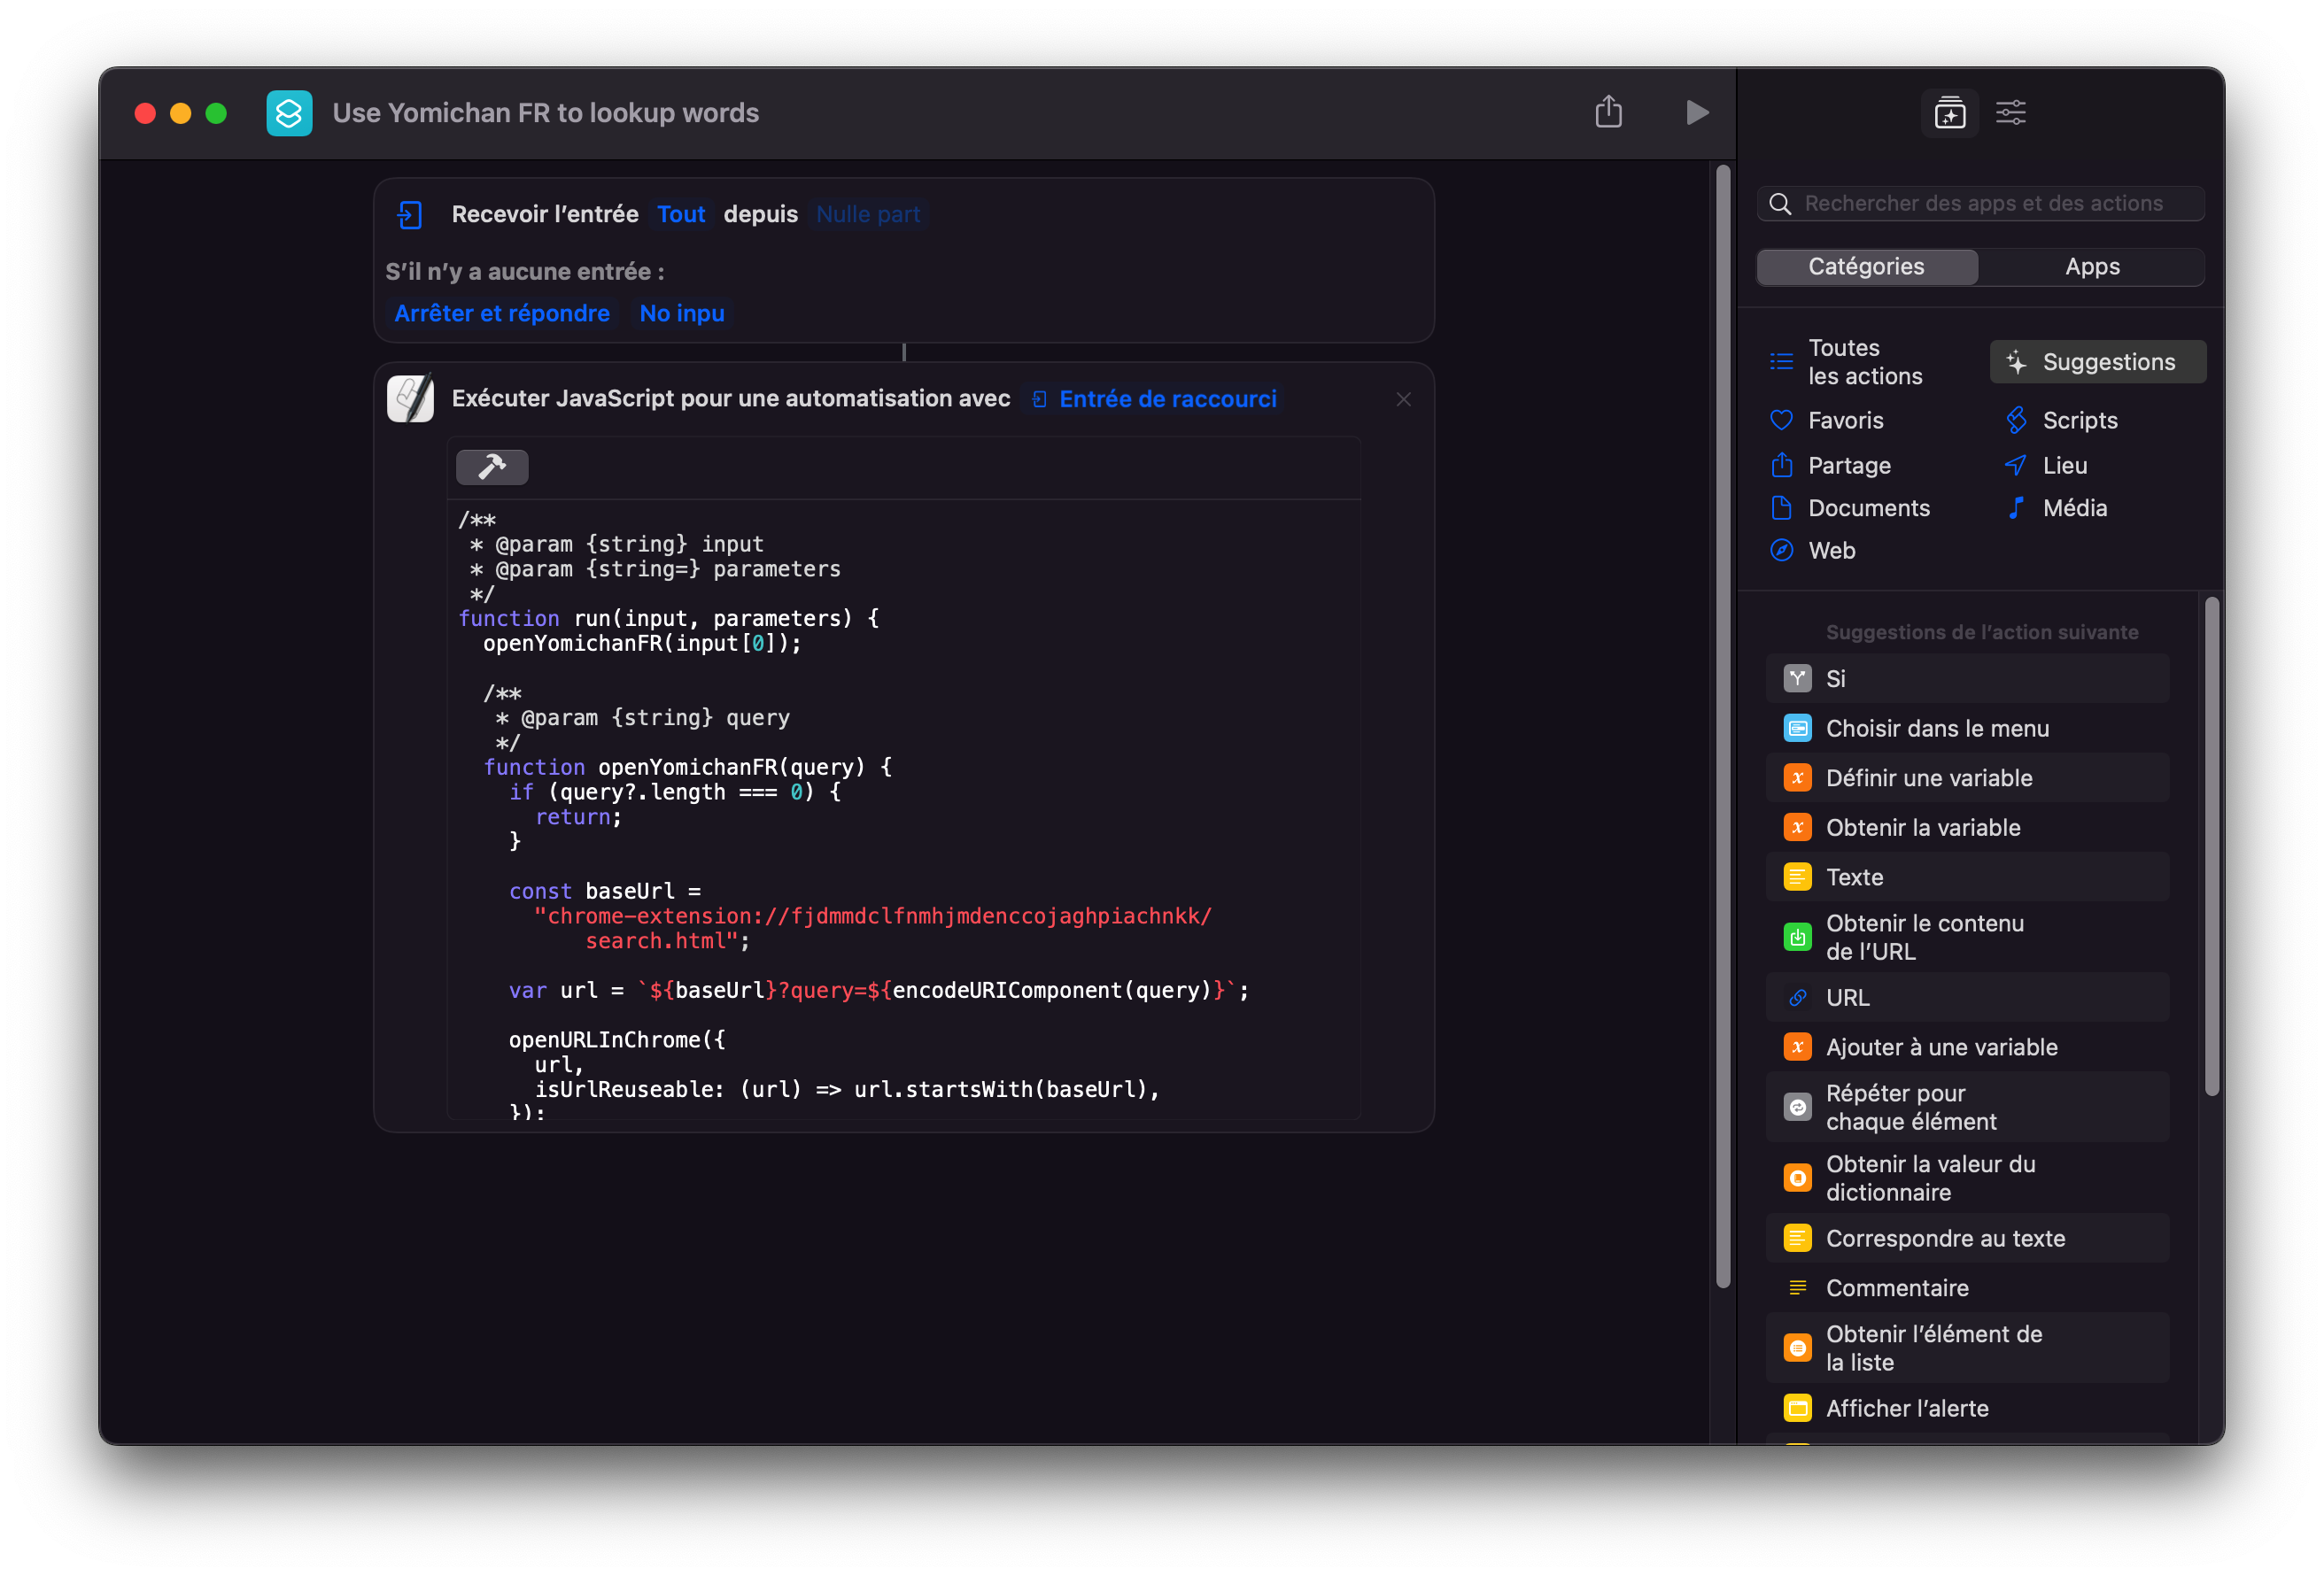 Use Yomichan FR to lookup words
Recevoir l’entrée Tout depuis Nulle part
S’il n’y a aucune entrée :
Arrêter et répondre No inpu
Exécuter JavaScript pour une automatisation avec Entrée de raccourci
/**
 * @param {string} input
 * @param {string=} parameters
 */
function run(input, parameters) {
  openYomichanFR(input[0]);
  /**
   * @param {string} query
   */
  function openYomichanFR(query) {
    if (query?.length === 0) {
      return;
    }
    const baseUrl =
      "chrome-extension://fjdmmdclfnmhjmdenccojaghpiachnkk/
          search.html";
    var url = `${baseUrl}?query=${encodeURIComponent(query)}`;
    openURLInChrome({
      url,
      isUrlReuseable: (url) => url.startsWith(baseUrl),
    });
Rechercher des apps et des actions
Catégories Apps
Toutes
les actions
Suggestions
Favoris Scripts
Partage Lieu
Documents Média
Web
Suggestions de l’action suivante
Si
Choisir dans le menu
Définir une variable
Obtenir la variable
Texte
Obtenir le contenu
de l’URL
URL
Ajouter à une variable
Répéter pour
chaque élément
Obtenir la valeur du
dictionnaire
Correspondre au texte
Commentaire
Obtenir l’élément de
la liste
Afficher l’alerte